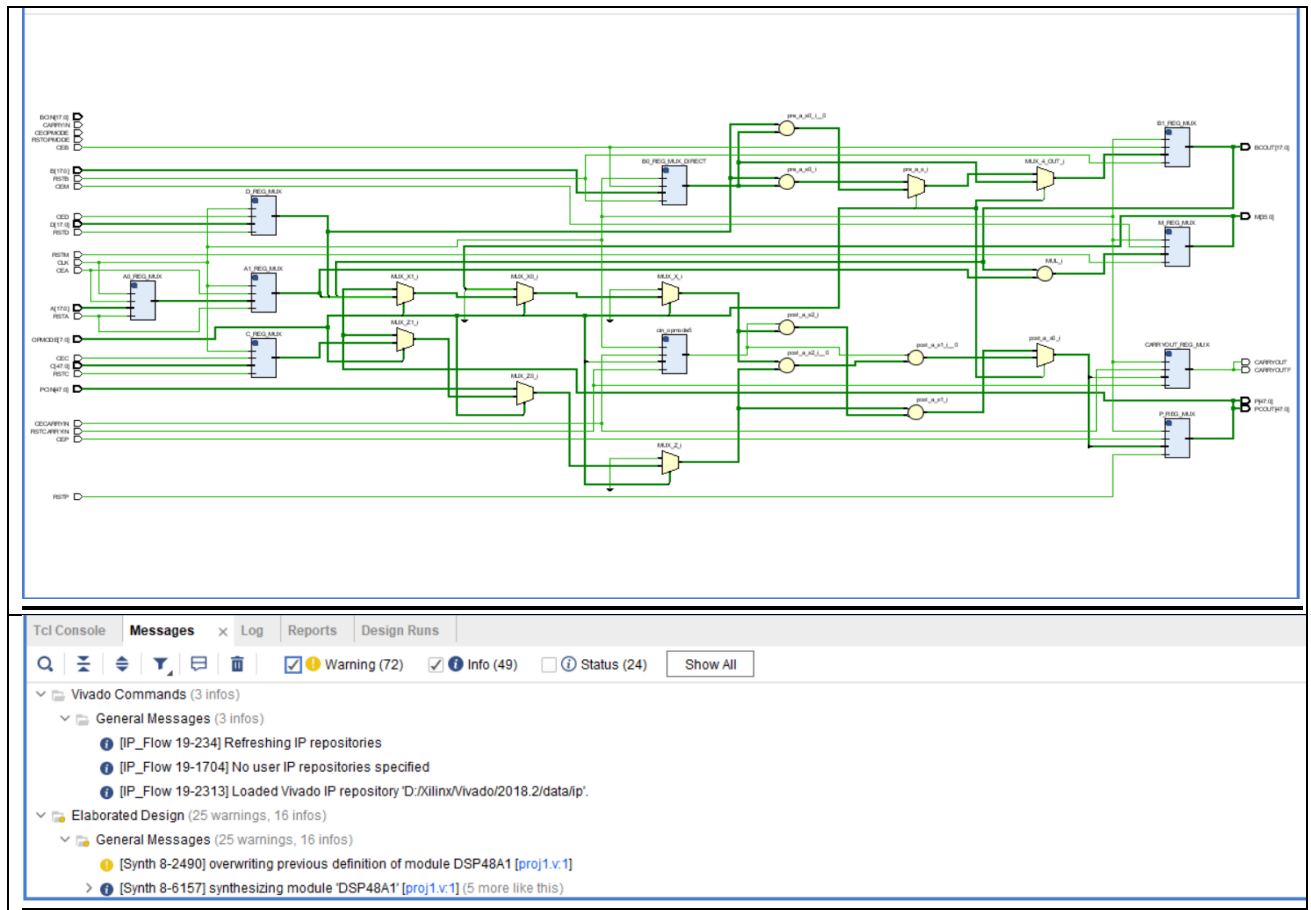 BCIN[17:0]
CARRYIN
CEOPMODE
RSTOPMODE
CEB
B[17:0]
RSTB
CEM
CED
D[17:0]
RSTD
RSTM
CLK
CEA
A[17:0]
RSTA
OPMODE[7:0]
CEC
C[47:0]
RSTC
PCIN[47:0]
CECARRYIN
RSTCARRYIN
CEP
RSTP
D_REG_MUX
A0_REG_MUX
A1_REG_MUX
C_REG_MUX
MUX_X1_i
MUX_Z1_i
MUX_X0_i
MUX_Z0_i
B0_REG_MUX_DIRECT
MUX_X_i
cin_opmode5
MUX_Z_i
pre_a_s0_i__0
pre_a_s0_i
post_a_s2_i
post_a_s2_i__0
pre_a_s_i
post_a_s1_i__0
post_a_s1_i
MUX_4_OUT_i
MUL_i
post_a_s0_i
B1_REG_MUX
M_REG_MUX
CARRYOUT_REG_MUX
P_REG_MUX
BCOUT[17:0]
M[35:0]
CARRYOUT
CARRYOUTF
P[47:0]
PCOUT[47:0]
Tcl Console Messages Log Reports Design Runs
Warning (72) Info (49) Status (24) Show All
Vivado Commands (3 infos)
General Messages (3 infos)
[IP_Flow 19-234] Refreshing IP repositories
[IP_Flow 19-1704] No user IP repositories specified
[IP_Flow 19-2313] Loaded Vivado IP repository 'D:/Xilinx/Vivado/2018.2/data/ip'.
Elaborated Design (25 warnings, 16 infos)
General Messages (25 warnings, 16 infos)
[Synth 8-2490] overwriting previous definition of module DSP48A1 [proj1.v:1]
[Synth 8-6157] synthesizing module 'DSP48A1' [proj1.v:1] (5 more like this)